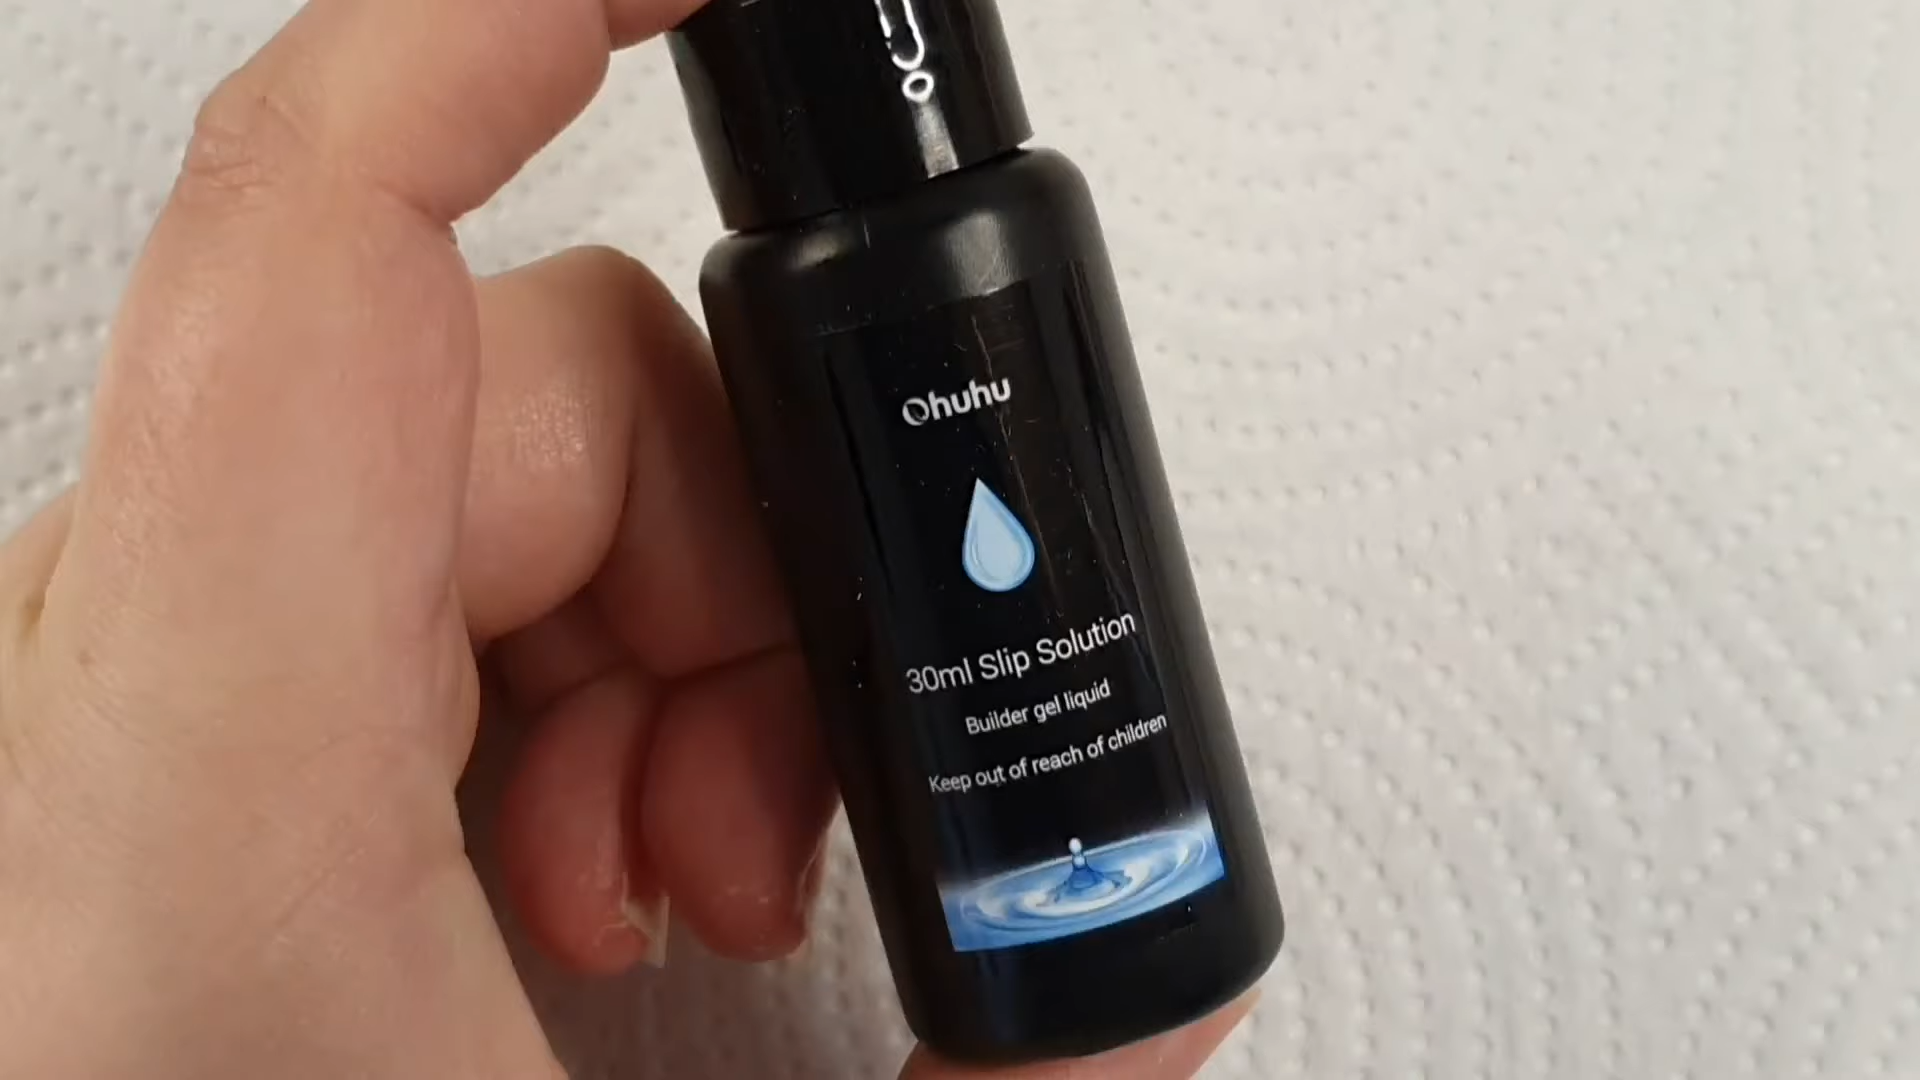 Ohuhu
30ml Slip Solution
Builder gel liquid
Keep out of reach of children